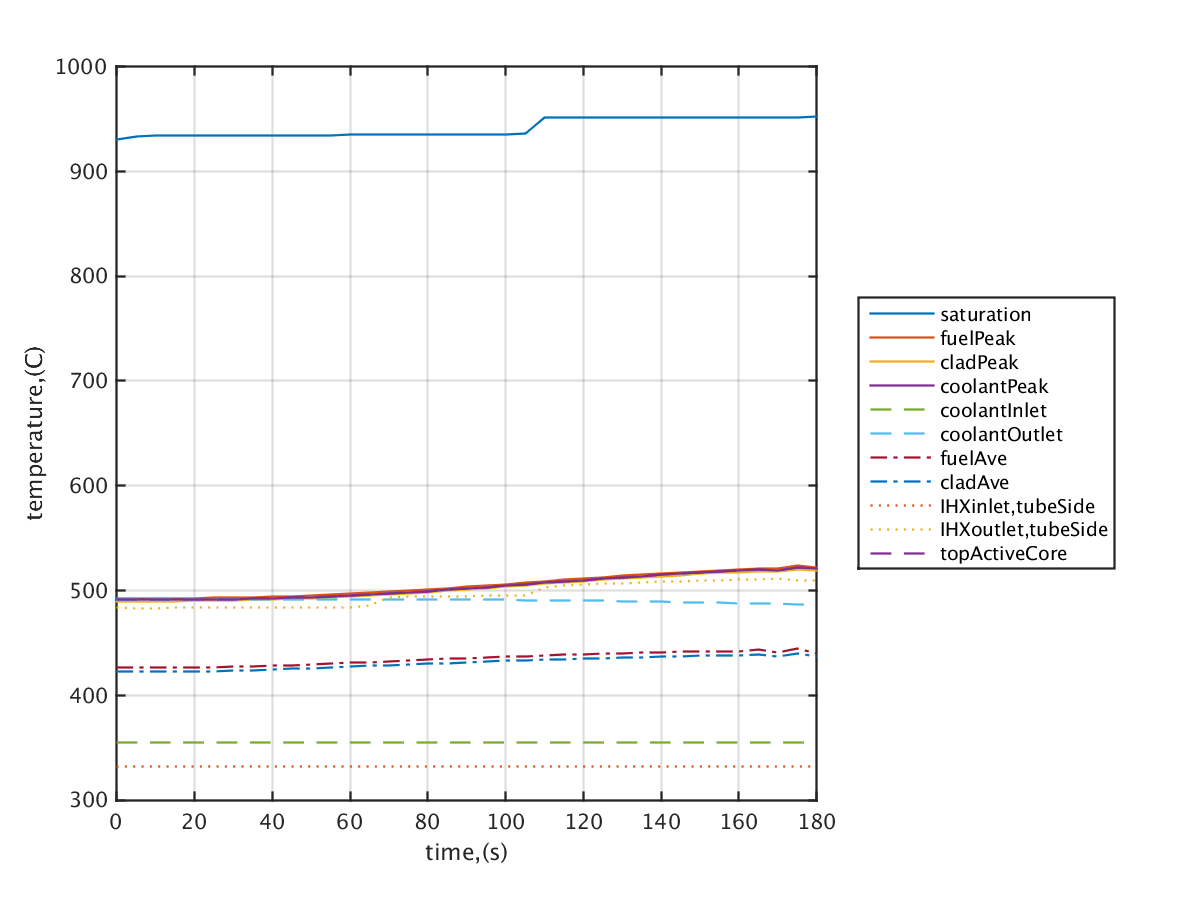 1000
900
800
700
600
500
400
300
temperature,(C)
0 20 40 60 80 100 120 140 160 180
time,(s)
saturation
fuelPeak
cladPeak
coolantPeak
coolantInlet
coolantOutlet
fuelAve
cladAve
IHXinlet,tubeSide
IHXoutlet,tubeSide
topActiveCore